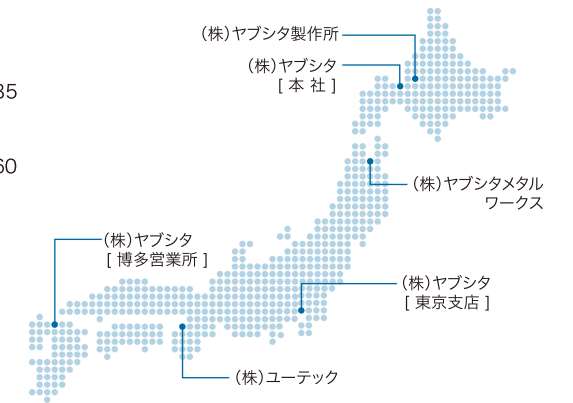 (株)ヤブシタ製作所
(株)ヤブシタ
[ 本 社 ]
35
60
(株)ヤブシタメタル
ワークス
(株)ヤブシタ
[ 博多営業所 ]
(株)ヤブシタ
[ 東京支店 ]
(株)ユーテック